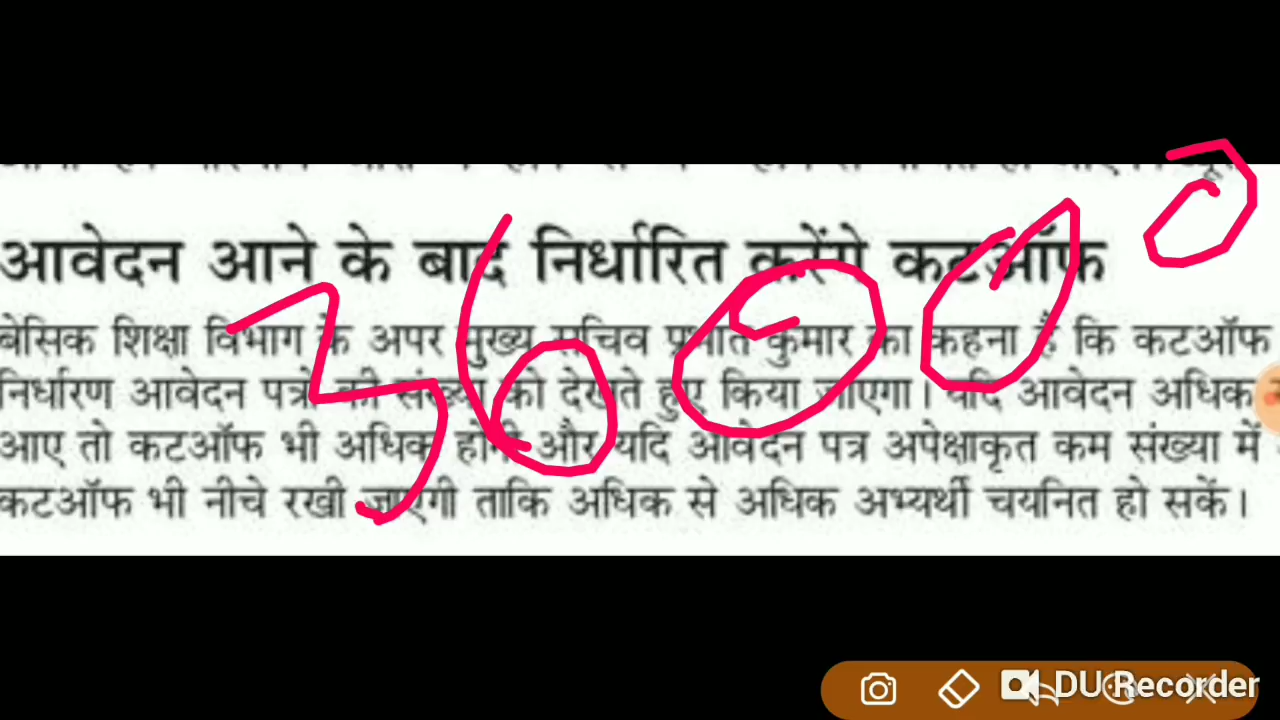 आवेदन आने के बाद निर्धारित करेंगे कटऑफ
बेसिक शिक्षा विभाग के अपर मुख्य सचिव प्रभात कुमार का कहना है कि कटऑफ
निर्धारण आवेदन पत्रों की संख्या को देखते हुए किया जाएगा। यदि आवेदन अधिक
आए तो कटऑफ भी अधिक होगी और यदि आवेदन पत्र अपेक्षाकृत कम संख्या में
कटऑफ भी नीचे रखी जाएगी ताकि अधिक से अधिक अभ्यर्थी चयनित हो सकें।
36000
DU Recorder